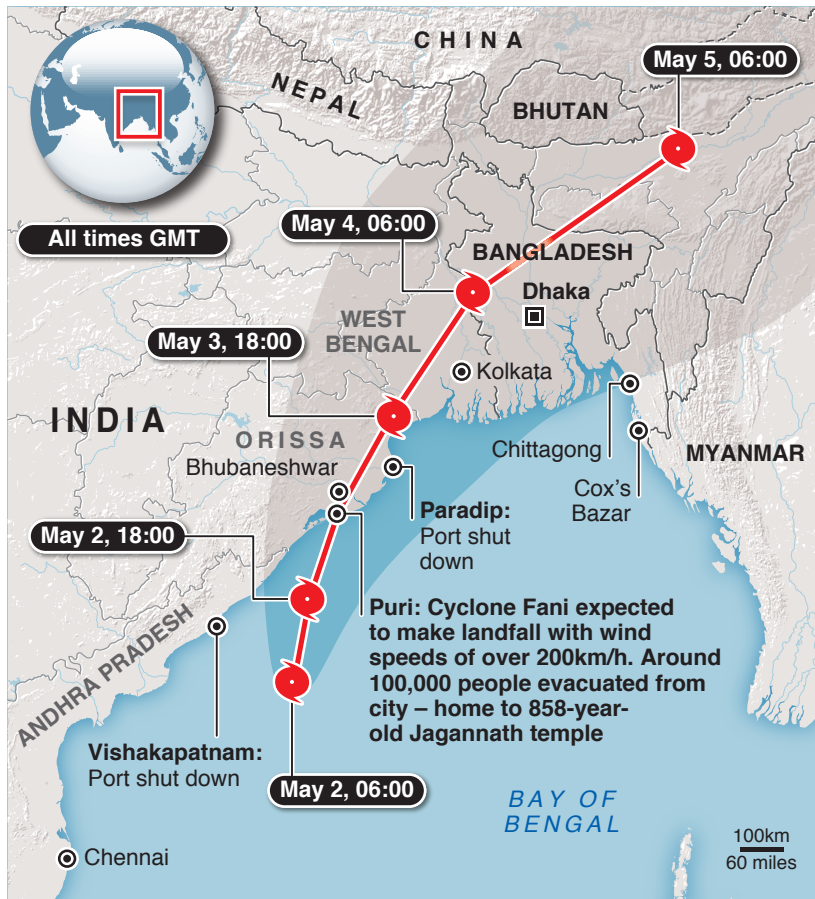 CHINA
NEPAL
May 5, 06:00
BHUTAN
All times GMT
May 4, 06:00
BANGLADESH
Dhaka
WEST
BENGAL
May 3, 18:00
Kolkata
INDIA
ORISSA
Bhubaneshwar
Chittagong
MYANMAR
Cox's
Bazar
Paradip:
Port shut
down
May 2, 18:00
Puri: Cyclone Fani expected
to make landfall with wind
speeds of over 200km/h. Around
100,000 people evacuated from
city – home to 858-year-
old Jagannath temple
ANDHRA PRADESH
Vishakapatnam:
Port shut down
May 2, 06:00
BAY OF
BENGAL
Chennai
100km
60 miles